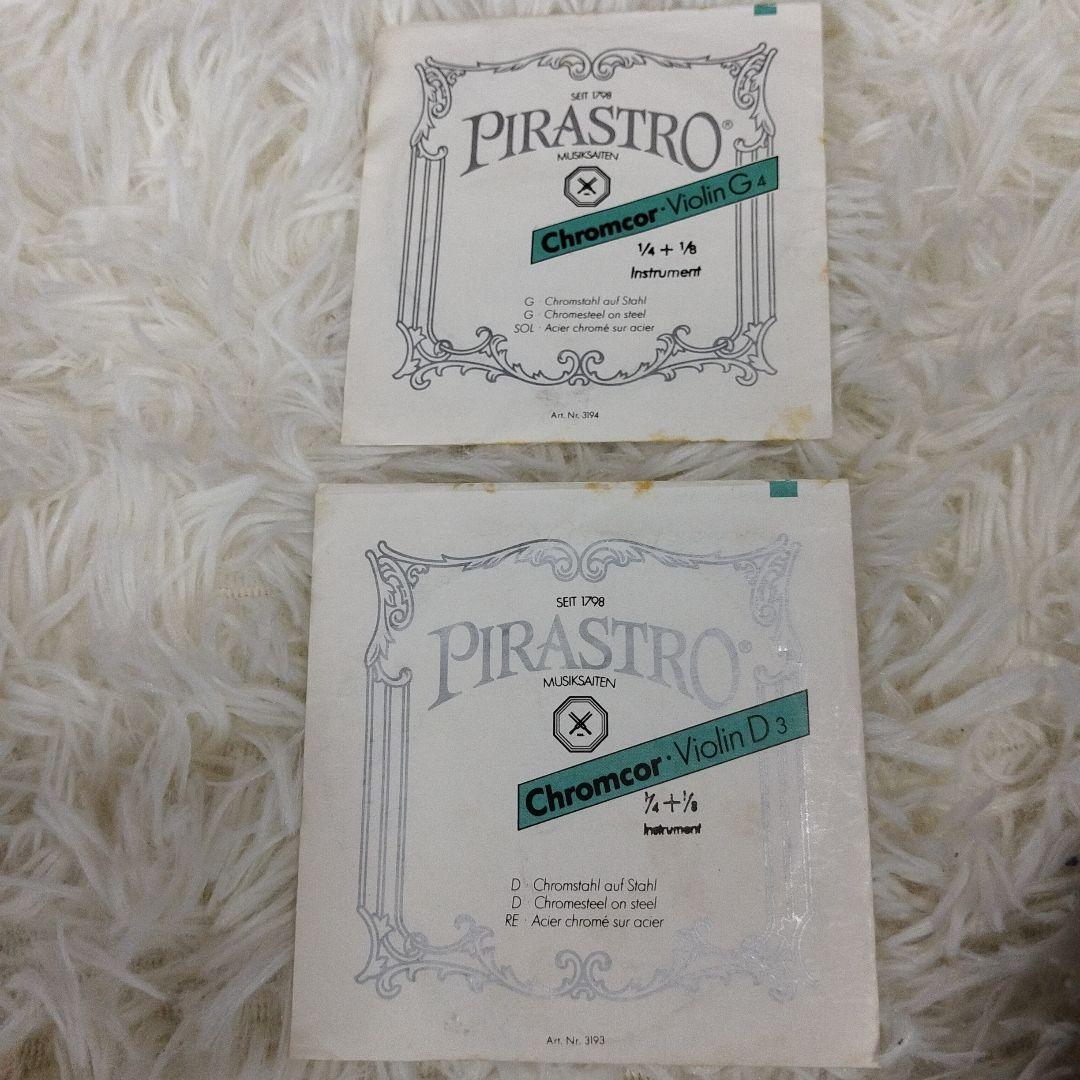 SEIT 1798
PIRASTRO®
MUSIKSAITEN
Chromcor · Violin G 4
1/4 + 1/8
Instrument
G · Chromstahl auf Stahl
G · Chromesteel on steel
SOL · Acier chromé sur acier
Art. Nr. 3194
SEIT 1798
PIRASTRO®
MUSIKSAITEN
Chromcor · Violin D 3
1/4 + 1/8
Instrument
D · Chromstahl auf Stahl
D · Chromesteel on steel
RE · Acier chromé sur acier
Art. Nr. 3193